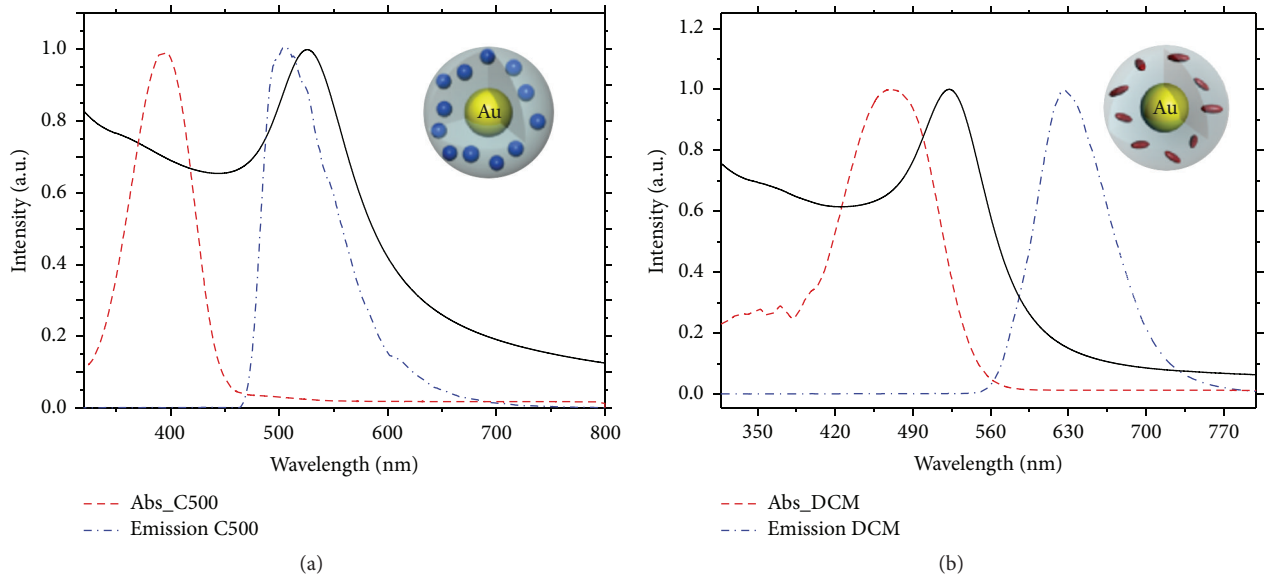 1.0
0.8
0.6
0.4
0.2
0.0
Intensity (a.u.)
Au
400
500
600
700
800
Wavelength (nm)
Abs_C500
Emission C500
(a)
1.2
1.0
0.8
0.6
0.4
0.2
0.0
Intensity (a.u.)
Au
350
420
490
560
630
700
770
Wavelength (nm)
Abs_DCM
Emission DCM
(b)